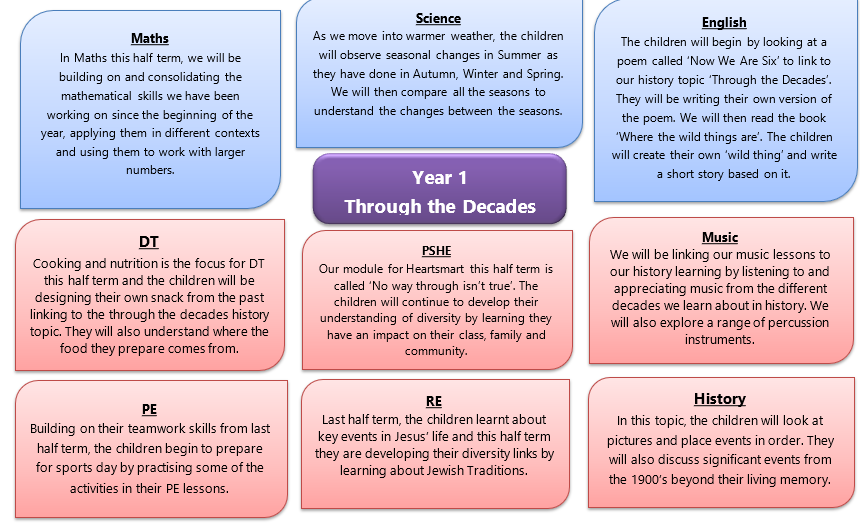 Maths
In Maths this half term, we will be
building on and consolidating the
mathematical skills we have been
working on since the beginning of the
year, applying them in different contexts
and using them to work with larger
numbers.
Science
As we move into warmer weather, the children
will observe seasonal changes in Summer as
they have done in Autumn, Winter and Spring.
We will then compare all the seasons to
understand the changes between the seasons.
English
The children will begin by looking at a
poem called ‘Now We Are Six’ to link to
our history topic ‘Through the Decades’.
They will be writing their own version of
the poem. We will then read the book
‘Where the wild things are’. The children
will create their own ‘wild thing’ and write
a short story based on it.
Year 1
Through the Decades
DT
Cooking and nutrition is the focus for DT
this half term and the children will be
designing their own snack from the past
linking to the through the decades history
topic. They will also understand where the
food they prepare comes from.
PSHE
Our module for Heartsmart this half term is
called ‘No way through isn’t true’. The
children will continue to develop their
understanding of diversity by learning they
have an impact on their class, family and
community.
Music
We will be linking our music lessons to
our history learning by listening to and
appreciating music from the different
decades we learn about in history. We
will also explore a range of percussion
instruments.
PE
Building on their teamwork skills from last
half term, the children begin to prepare
for sports day by practising some of the
activities in their PE lessons.
RE
Last half term, the children learnt about
key events in Jesus’ life and this half term
they are developing their diversity links by
learning about Jewish Traditions.
History
In this topic, the children will look at
pictures and place events in order. They
will also discuss significant events from
the 1900’s beyond their living memory.